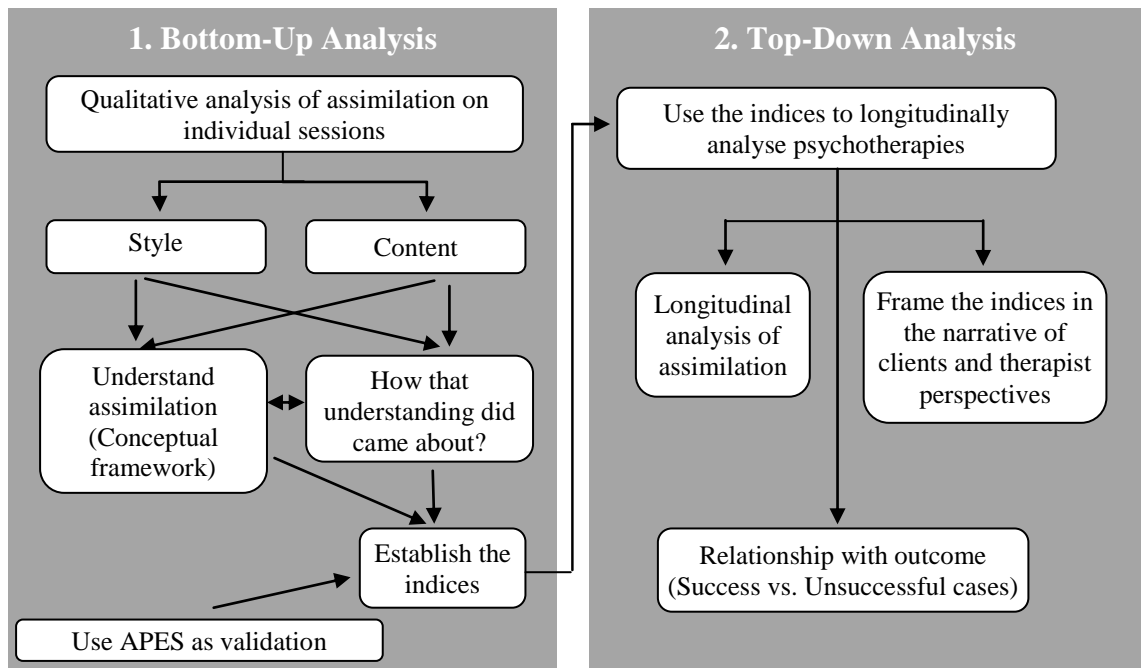 1. Bottom-Up Analysis
Qualitative analysis of assimilation on
individual sessions
Style
Content
Understand
assimilation
(Conceptual
framework)
How that
understanding did
came about?
Establish the
indices
Use APES as validation
2. Top-Down Analysis
Use the indices to longitudinally
analyse psychotherapies
Longitudinal
analysis of
assimilation
Frame the indices in
the narrative of
clients and therapist
perspectives
Relationship with outcome
(Success vs. Unsuccessful cases)